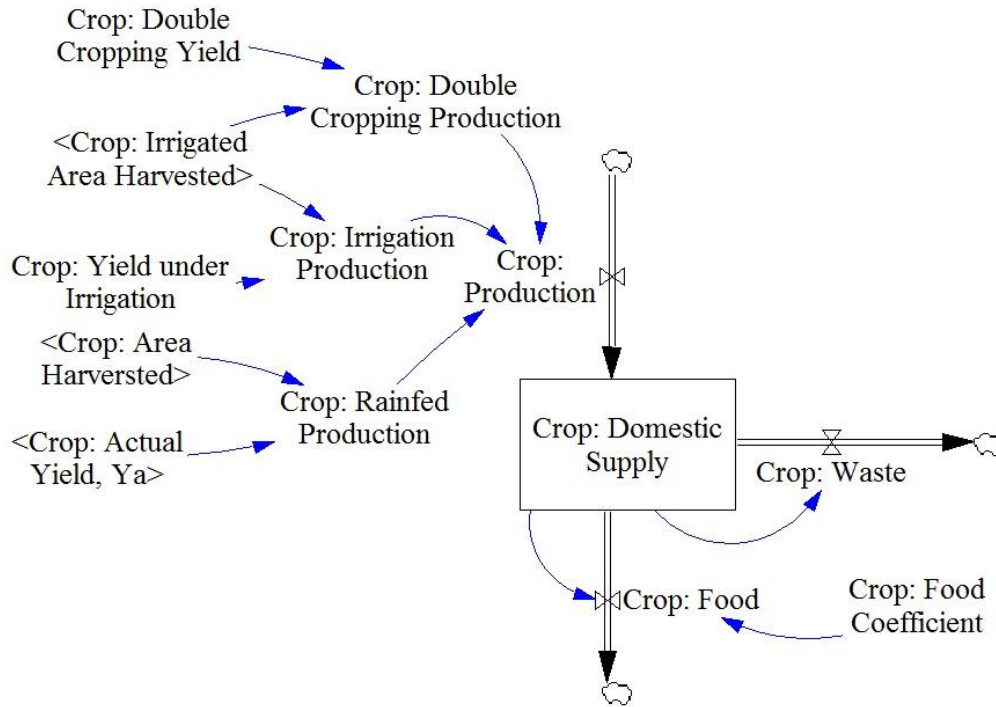 Crop: Double
Cropping Yield
Crop: Double
Cropping Production
<Crop: Irrigated
Area Harvested>
Crop: Irrigation
Production
Crop:
Production
Crop: Yield under
Irrigation
<Crop: Area
Harversted>
Crop: Rainfed
Production
<Crop: Actual
Yield, Ya>
Crop: Domestic
Supply
Crop: Waste
Crop: Food
Crop: Food
Coefficient